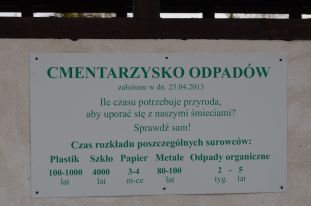 CMENTARZYSKO ODPADÓW
założone w dn. 25.04.2013
Ile czasu potrzebuje przyroda,
aby uporać się z naszymi śmieciami?
Sprawdź sam!
Czas rozkładu poszczególnych surowców:
Plastik Szkło Papier Metale Odpady organiczne
100-1000 4000 3-4 80-100 2 - 5
lat lat m-ce lat tyg. lat